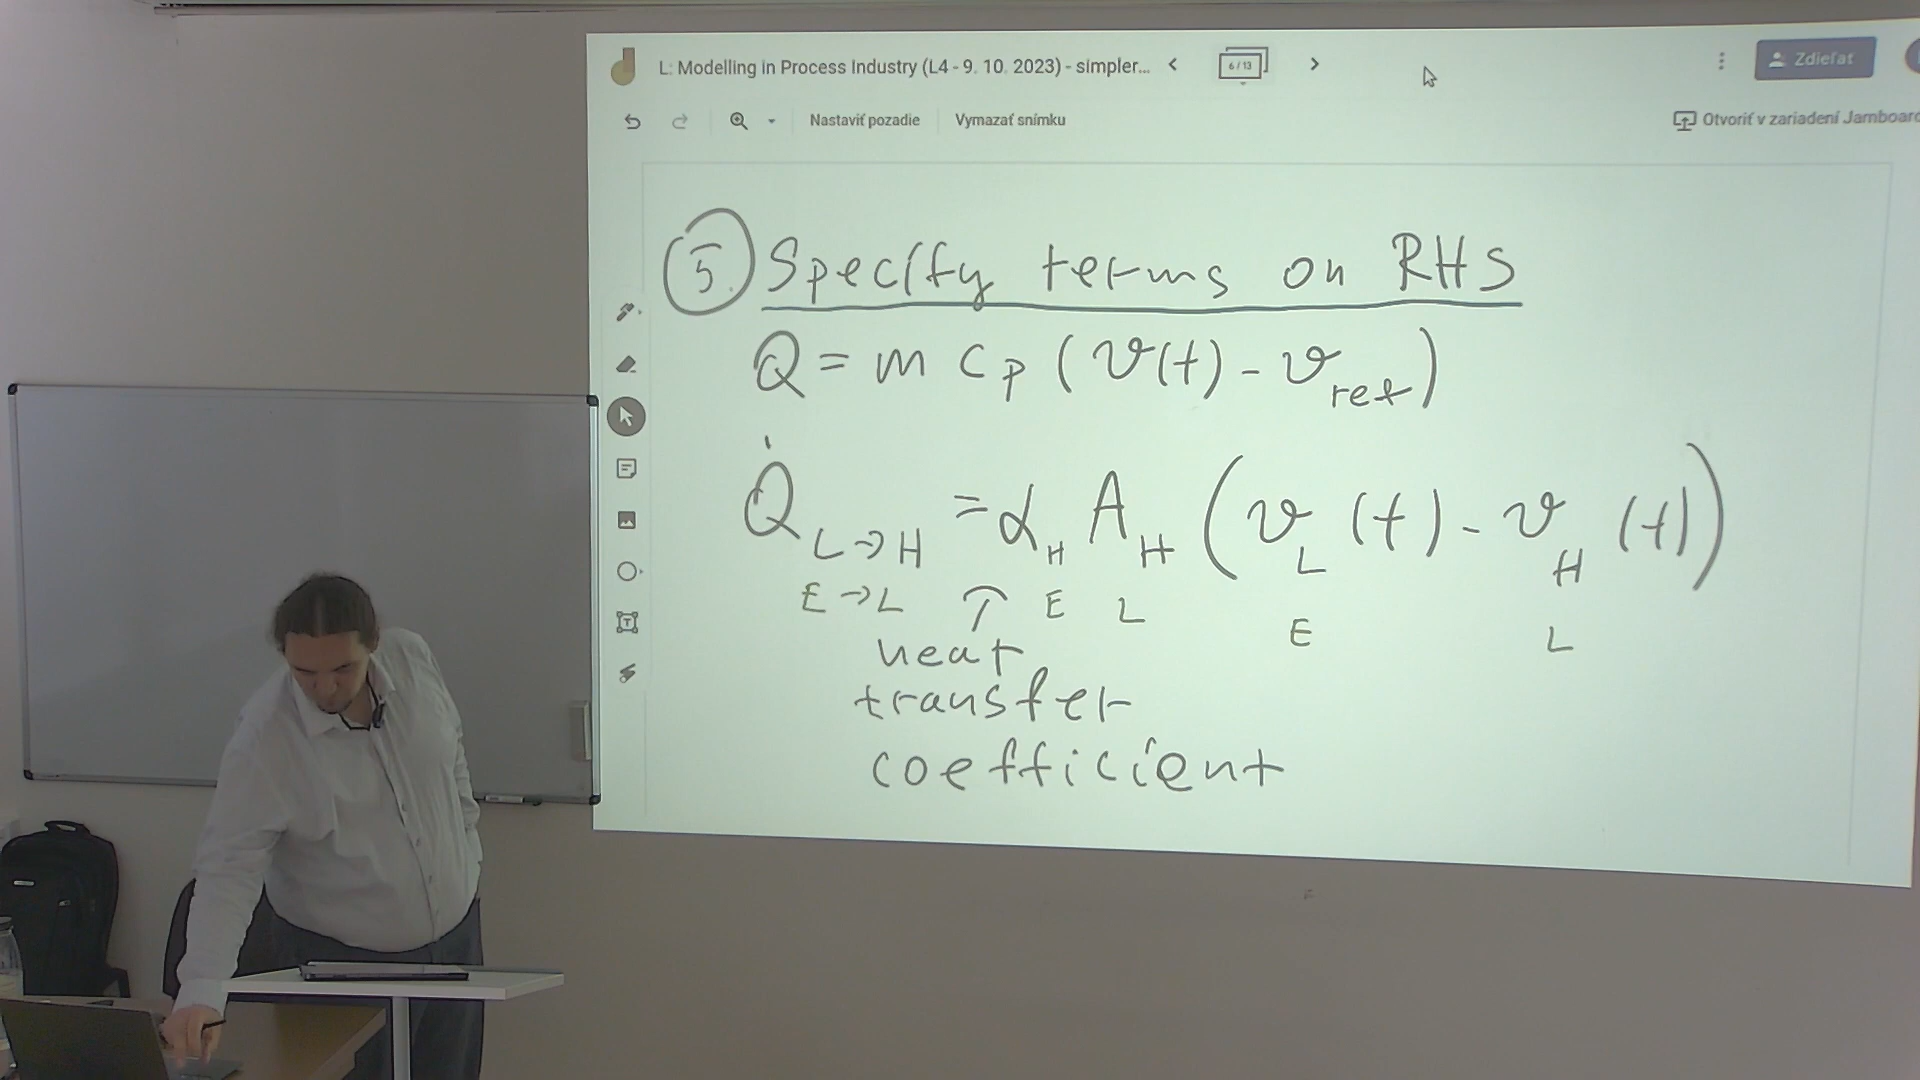 L: Modelling in Process Industry (L4 - 9. 10. 2023) - simpler...
6 / 13
Zdieľať
Nastaviť pozadie
Vymazať snímku
Otvoriť v zariadení Jamboard
5. Specify terms on RHS
Q = m cp (ϑ(t) - ϑref)
Q̇L→H = αH AH (ϑL(t) - ϑH(t))
E→L ↑ E L E L
heat
transfer
coefficient